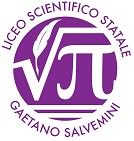 LICEO SCIENTIFICO STATALE
√π
GAETANO SALVEMINI